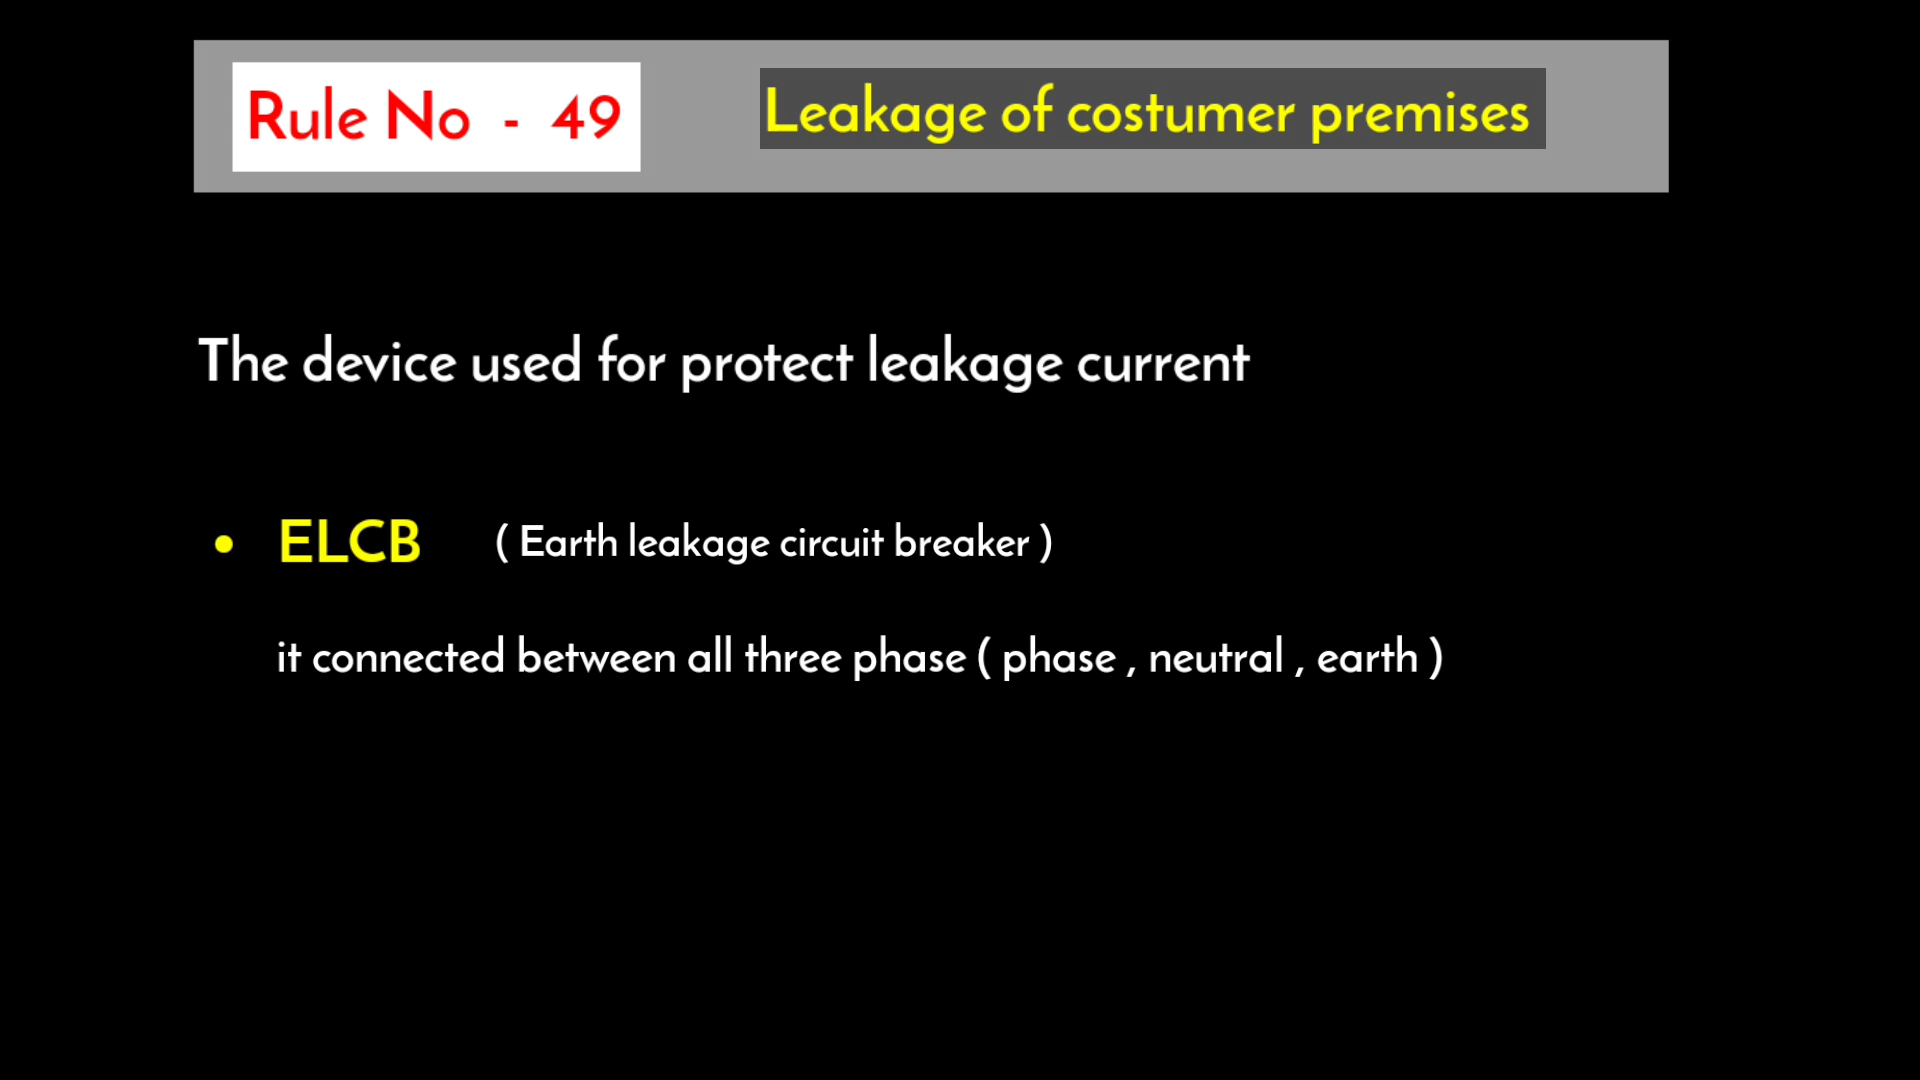 Rule No - 49
Leakage of costumer premises
The device used for protect leakage current
• ELCB ( Earth leakage circuit breaker )
it connected between all three phase ( phase , neutral , earth )